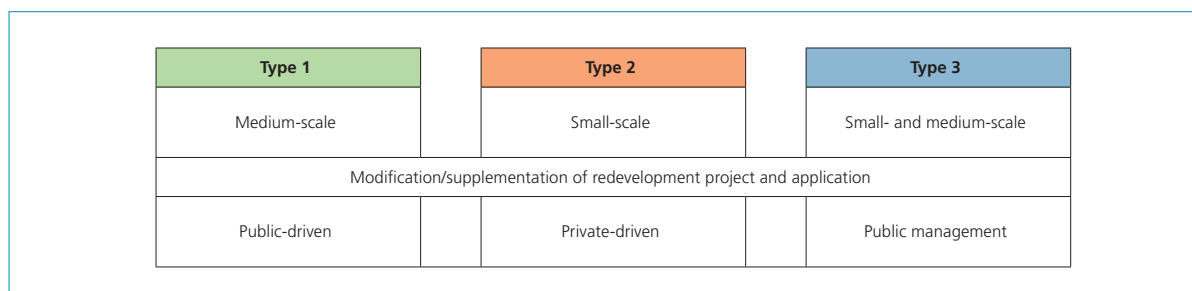 Type 1
Type 2
Type 3
Medium-scale
Small-scale
Small- and medium-scale
Modification/supplementation of redevelopment project and application
Public-driven
Private-driven
Public management